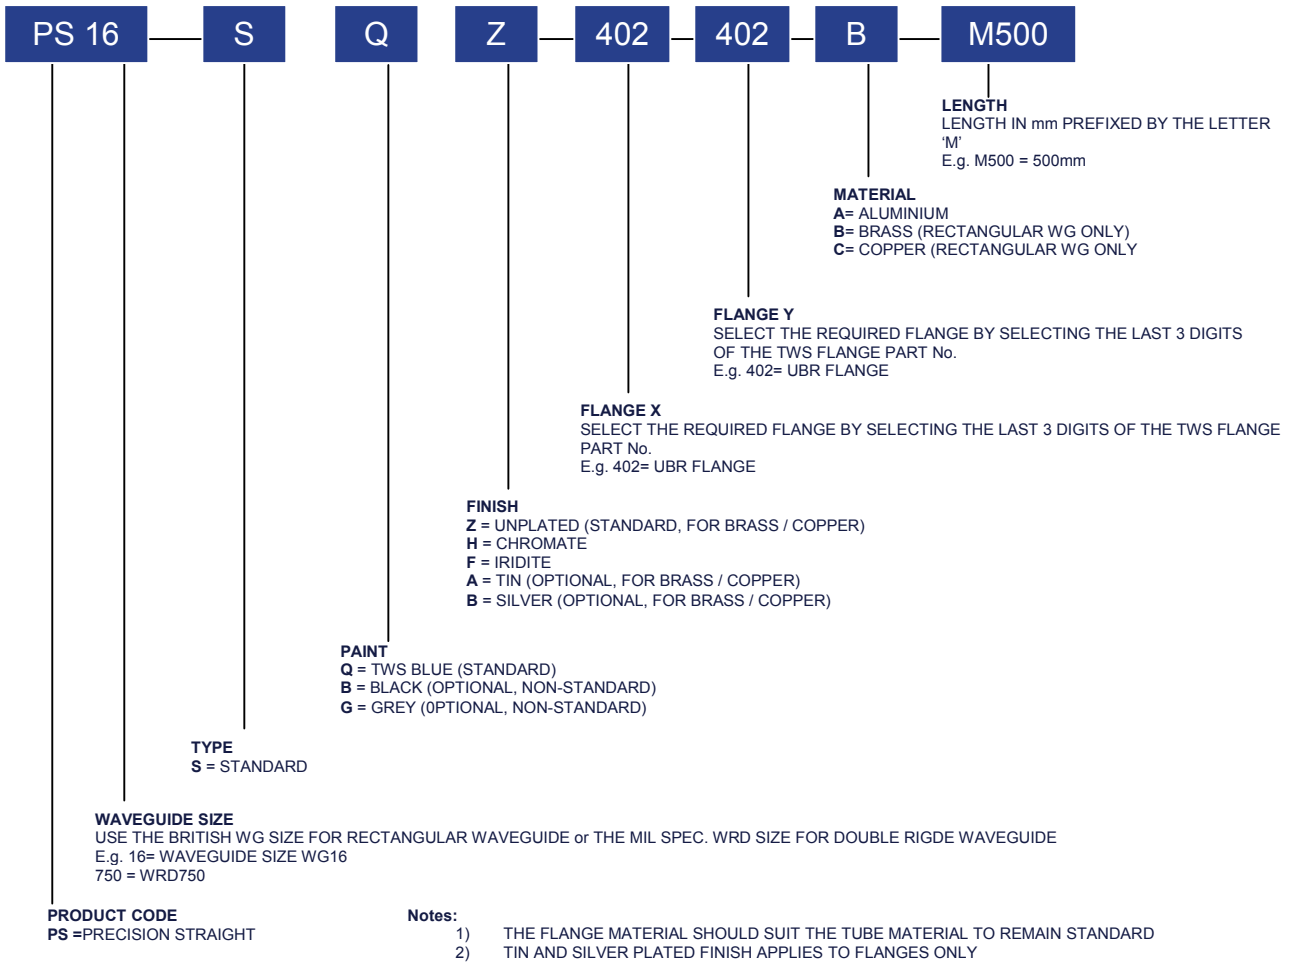 PS 16 S Q Z 402 402 B M500
LENGTH
LENGTH IN mm PREFIXED BY THE LETTER
‘M’
E.g. M500 = 500mm
MATERIAL
A= ALUMINIUM
B= BRASS (RECTANGULAR WG ONLY)
C= COPPER (RECTANGULAR WG ONLY
FLANGE Y
SELECT THE REQUIRED FLANGE BY SELECTING THE LAST 3 DIGITS
OF THE TWS FLANGE PART No.
E.g. 402= UBR FLANGE
FLANGE X
SELECT THE REQUIRED FLANGE BY SELECTING THE LAST 3 DIGITS OF THE TWS FLANGE
PART No.
E.g. 402= UBR FLANGE
FINISH
Z = UNPLATED (STANDARD, FOR BRASS / COPPER)
H = CHROMATE
F = IRIDITE
A = TIN (OPTIONAL, FOR BRASS / COPPER)
B = SILVER (OPTIONAL, FOR BRASS / COPPER)
PAINT
Q = TWS BLUE (STANDARD)
B = BLACK (OPTIONAL, NON-STANDARD)
G = GREY (0PTIONAL, NON-STANDARD)
TYPE
S = STANDARD
WAVEGUIDE SIZE
USE THE BRITISH WG SIZE FOR RECTANGULAR WAVEGUIDE or THE MIL SPEC. WRD SIZE FOR DOUBLE RIGDE WAVEGUIDE
E.g. 16= WAVEGUIDE SIZE WG16
750 = WRD750
PRODUCT CODE
PS =PRECISION STRAIGHT
Notes:
1) THE FLANGE MATERIAL SHOULD SUIT THE TUBE MATERIAL TO REMAIN STANDARD
2) TIN AND SILVER PLATED FINISH APPLIES TO FLANGES ONLY